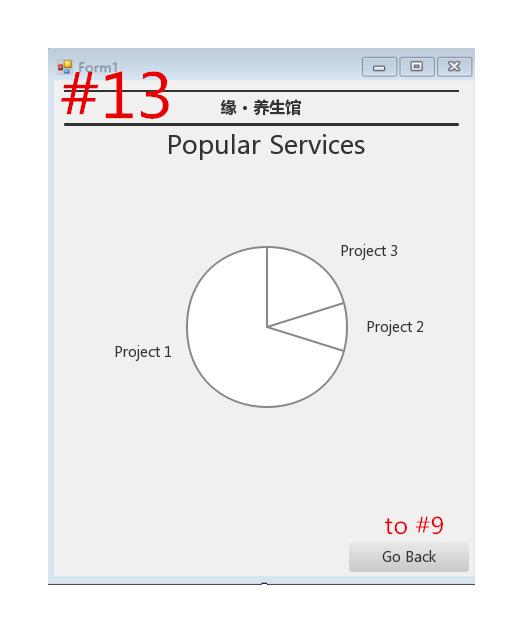 Form1
#13
缘·养生馆
Popular Services
Project 3
Project 2
Project 1
to #9
Go Back